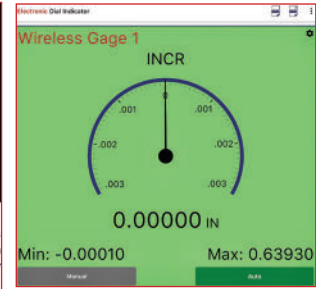 Electronic Dial Indicator
Wireless Gage 1
INCR
0
.001 .001
.002 .002
.003 .003
0.00000 IN
Min: -0.00010 Max: 0.63930
Manual Auto